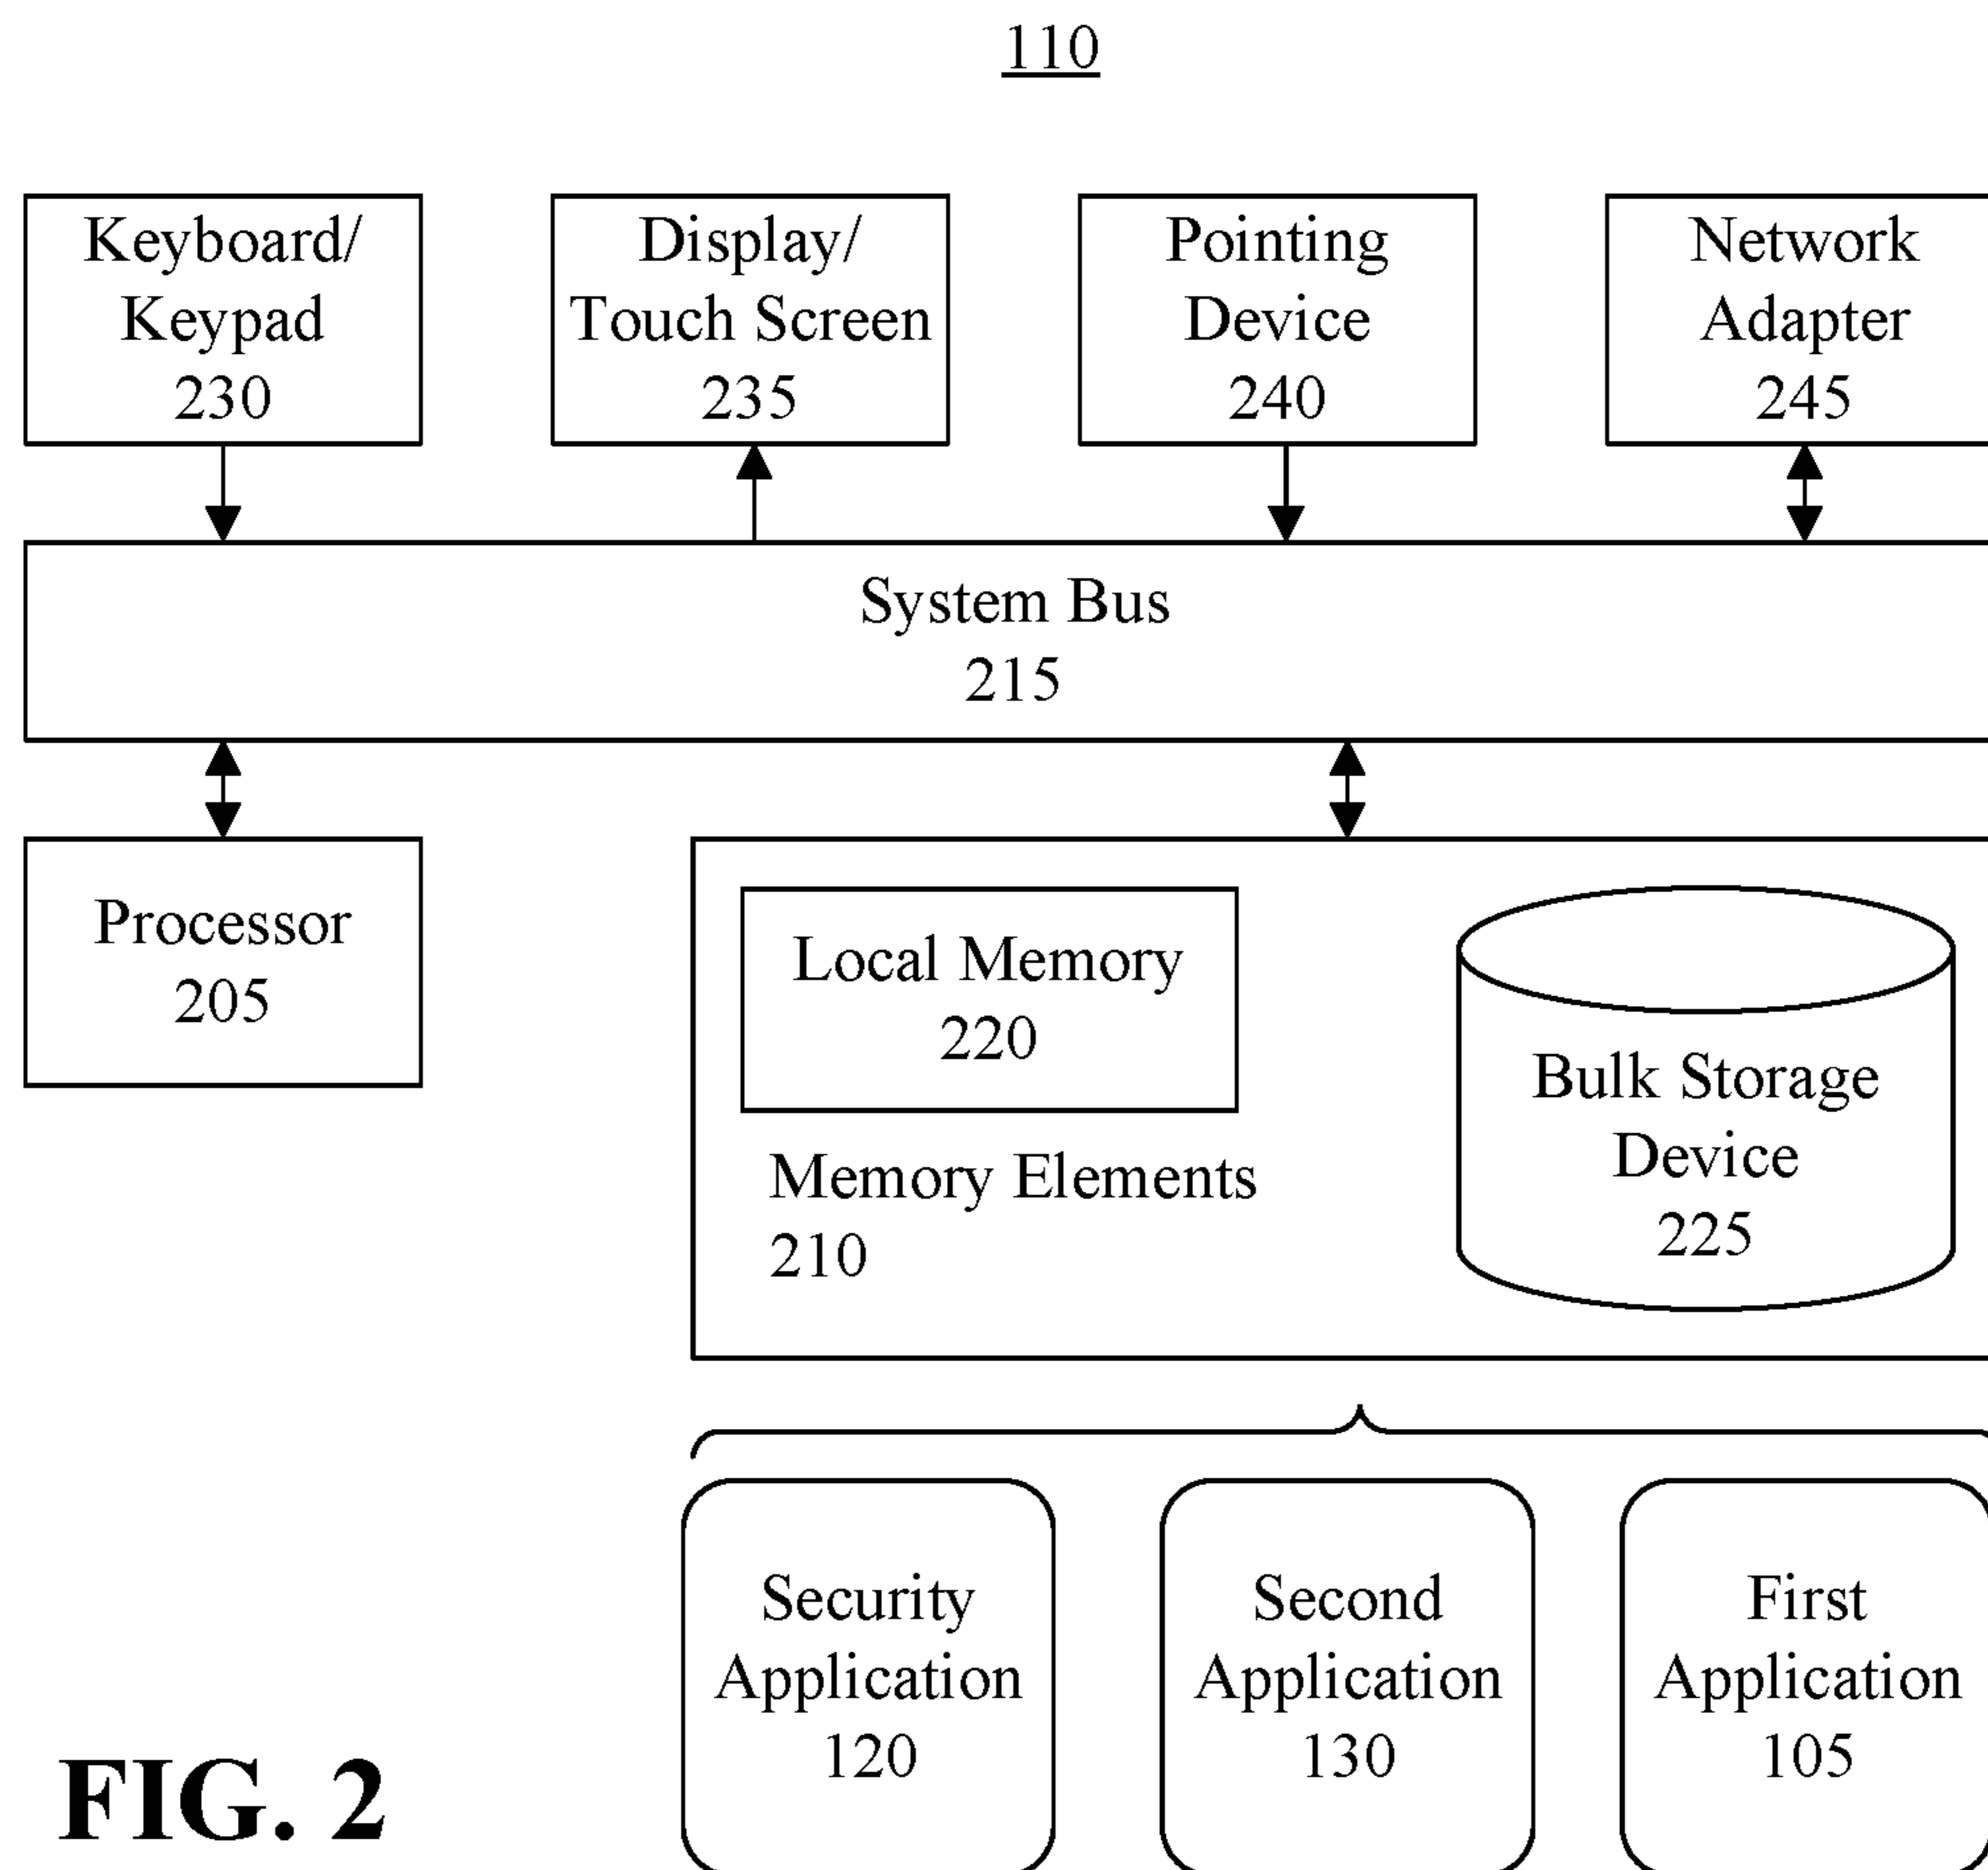 110
Keyboard/
Keypad
230
Display/
Touch Screen
235
Pointing
Device
240
Network
Adapter
245
System Bus
215
Processor
205
Local Memory
220
Memory Elements
210
Bulk Storage
Device
225
Security
Application
120
Second
Application
130
First
Application
105
FIG. 2